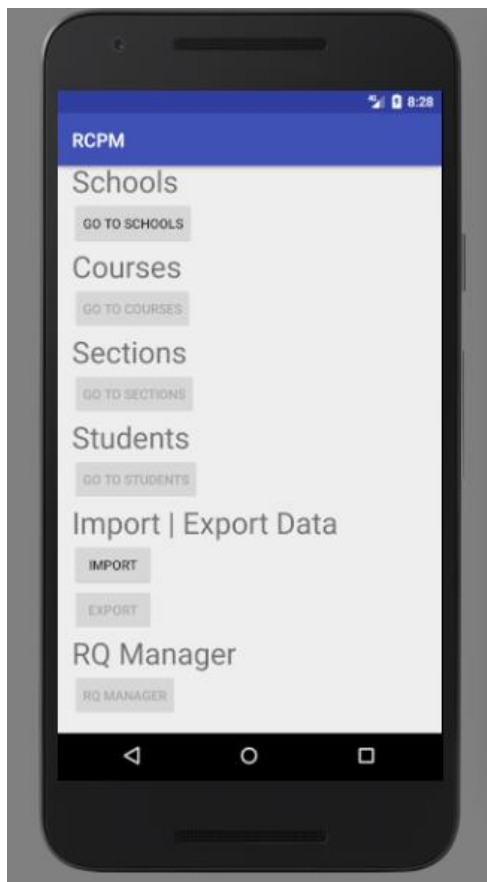 4G 8:28
RCPM
Schools
GO TO SCHOOLS
Courses
GO TO COURSES
Sections
GO TO SECTIONS
Students
GO TO STUDENTS
Import | Export Data
IMPORT
EXPORT
RQ Manager
RQ MANAGER